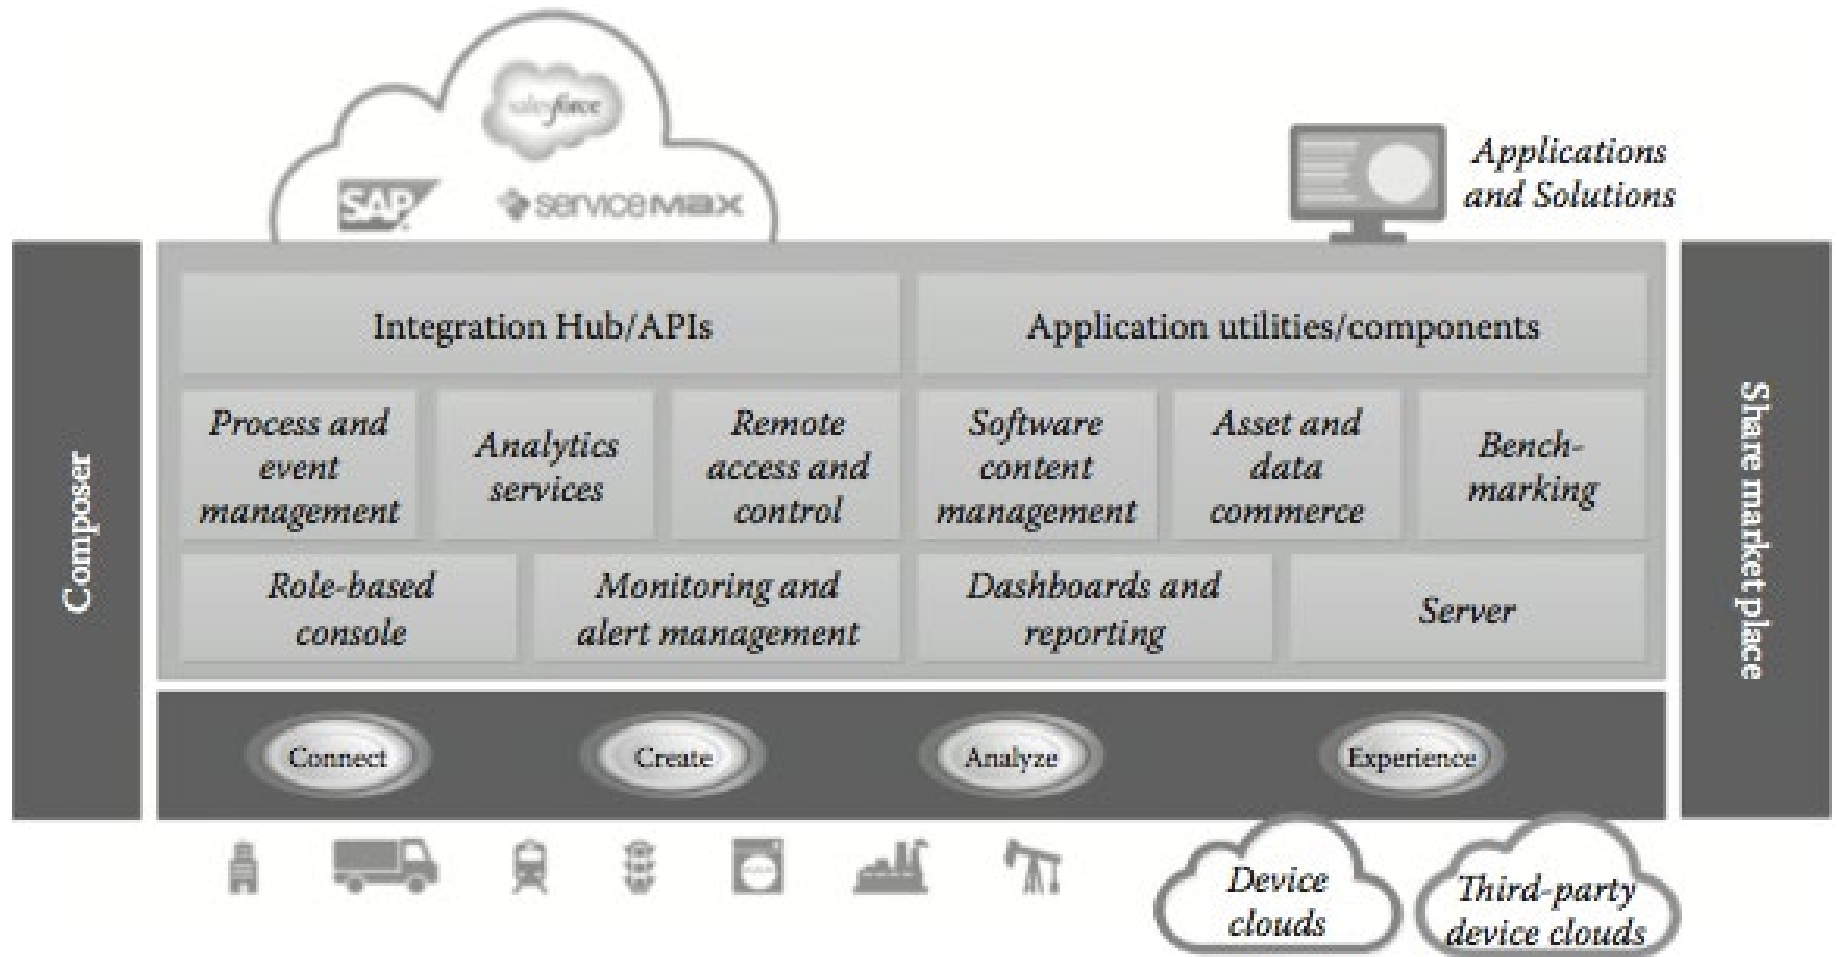 salesforce
SAP
serviceMAX
Applications
and Solutions
Composer
Integration Hub/APIs
Application utilities/components
Process and
event
management
Analytics
services
Remote
access and
control
Software
content
management
Asset and
data
commerce
Bench-
marking
Role-based
console
Monitoring and
alert management
Dashboards and
reporting
Server
Share market place
Connect
Create
Analyze
Experience
Device
clouds
Third-party
device clouds